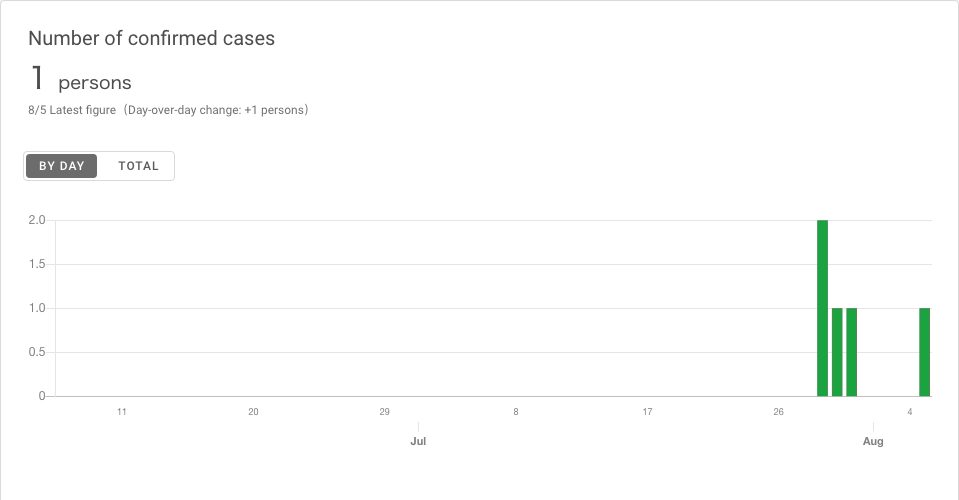 Number of confirmed cases
1 persons
8/5 Latest figure（Day-over-day change: +1 persons）
BY DAY TOTAL
2.0
1.5
1.0
0.5
0
11 20 29 8 17 26 4
Jul Aug